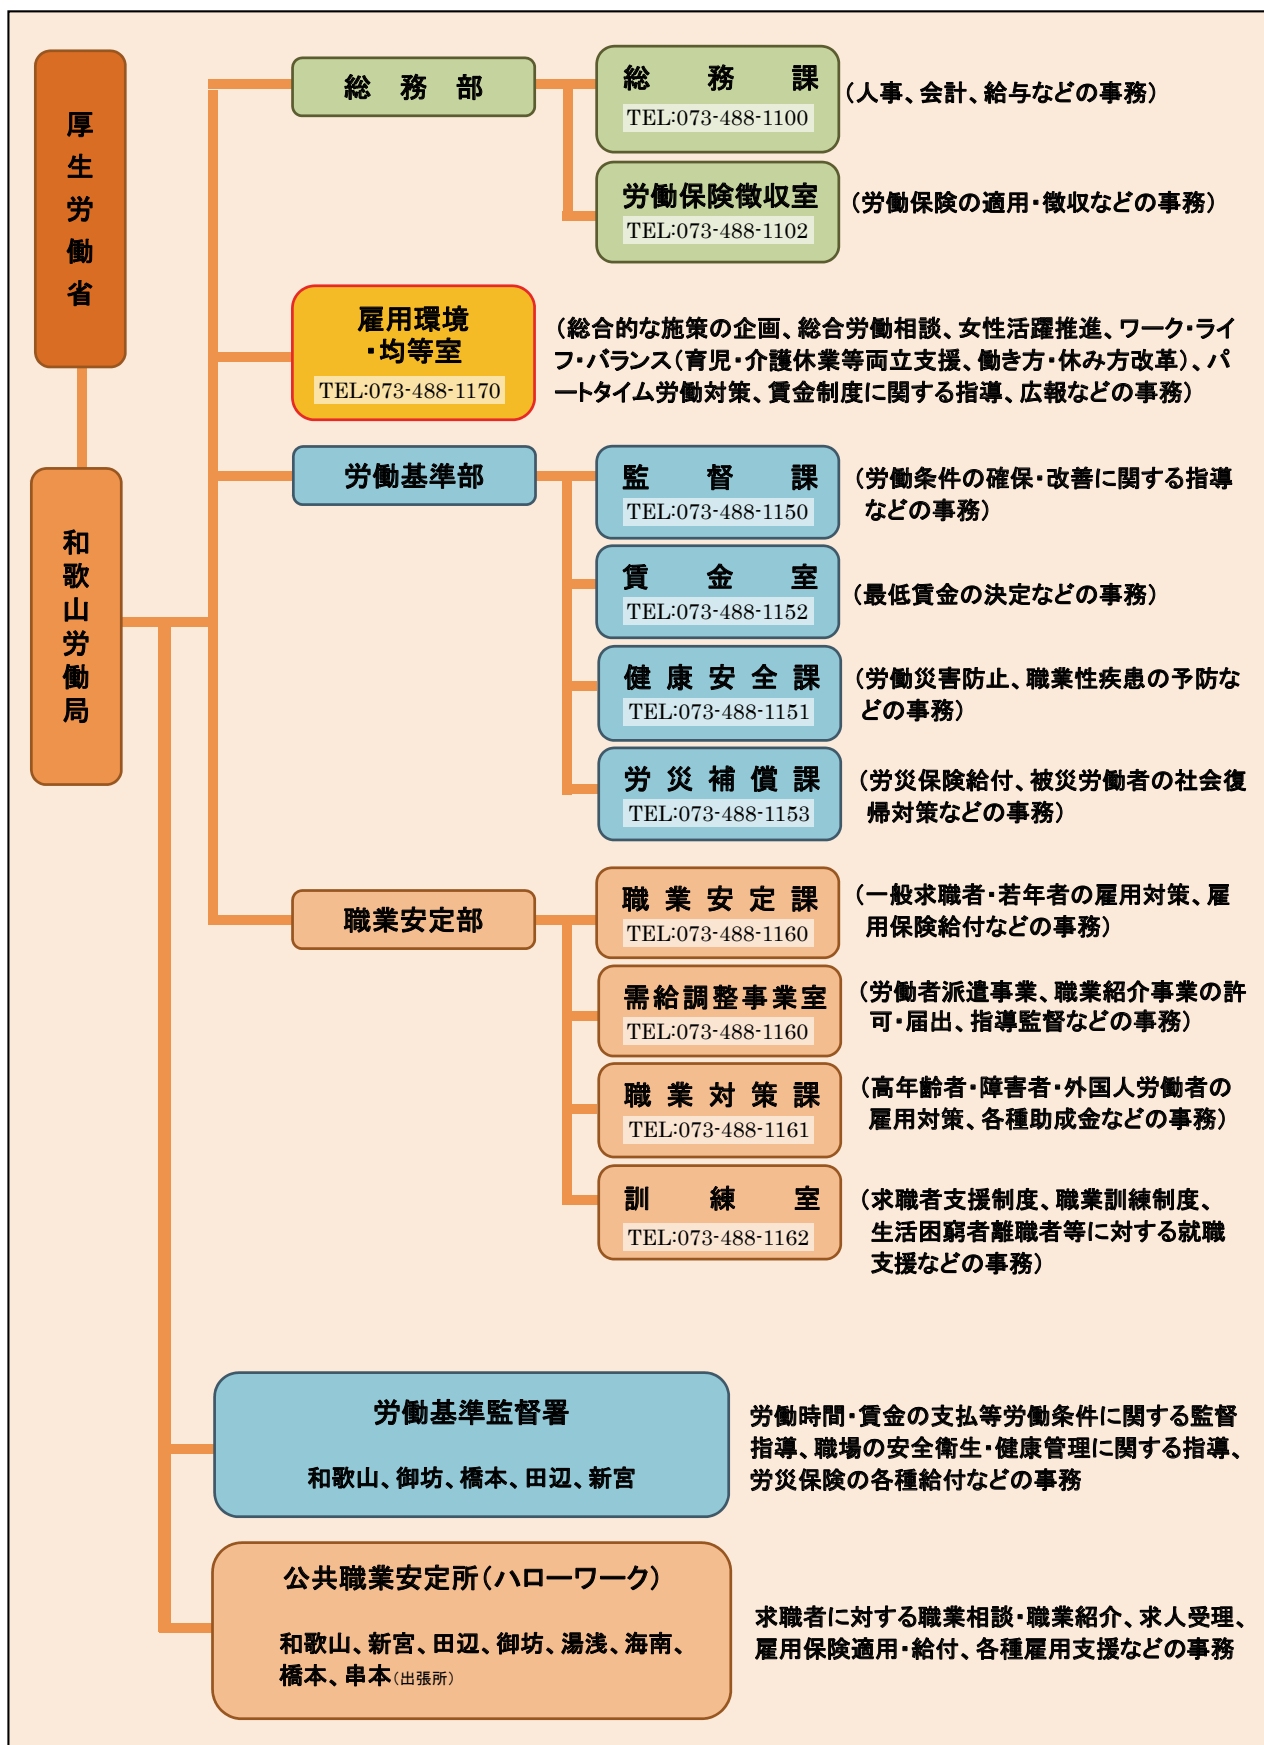 厚生労働省
和歌山労働局
総務部
総務課
TEL:073-488-1100
（人事、会計、給与などの事務）
労働保険徴収室
TEL:073-488-1102
（労働保険の適用・徴収などの事務）
雇用環境
・均等室
TEL:073-488-1170
（総合的な施策の企画、総合労働相談、女性活躍推進、ワーク・ライ
フ・バランス（育児・介護休業等両立支援、働き方・休み方改革）、パ
ートタイム労働対策、賃金制度に関する指導、広報などの事務）
労働基準部
監督課
TEL:073-488-1150
（労働条件の確保・改善に関する指導
などの事務）
賃金室
TEL:073-488-1152
（最低賃金の決定などの事務）
健康安全課
TEL:073-488-1151
（労働災害防止、職業性疾患の予防な
どの事務）
労災補償課
TEL:073-488-1153
（労災保険給付、被災労働者の社会復
帰対策などの事務）
職業安定部
職業安定課
TEL:073-488-1160
（一般求職者・若年者の雇用対策、雇
用保険給付などの事務）
需給調整事業室
TEL:073-488-1160
（労働者派遣事業、職業紹介事業の許
可・届出、指導監督などの事務）
職業対策課
TEL:073-488-1161
（高年齢者・障害者・外国人労働者の
雇用対策、各種助成金などの事務）
訓練室
TEL:073-488-1162
（求職者支援制度、職業訓練制度、
生活困窮者離職者等に対する就職
支援などの事務）
労働基準監督署
和歌山、御坊、橋本、田辺、新宮
労働時間・賃金の支払等労働条件に関する監督
指導、職場の安全衛生・健康管理に関する指導、
労災保険の各種給付などの事務
公共職業安定所（ハローワーク）
和歌山、新宮、田辺、御坊、湯浅、海南、
橋本、串本（出張所）
求職者に対する職業相談・職業紹介、求人受理、
雇用保険適用・給付、各種雇用支援などの事務